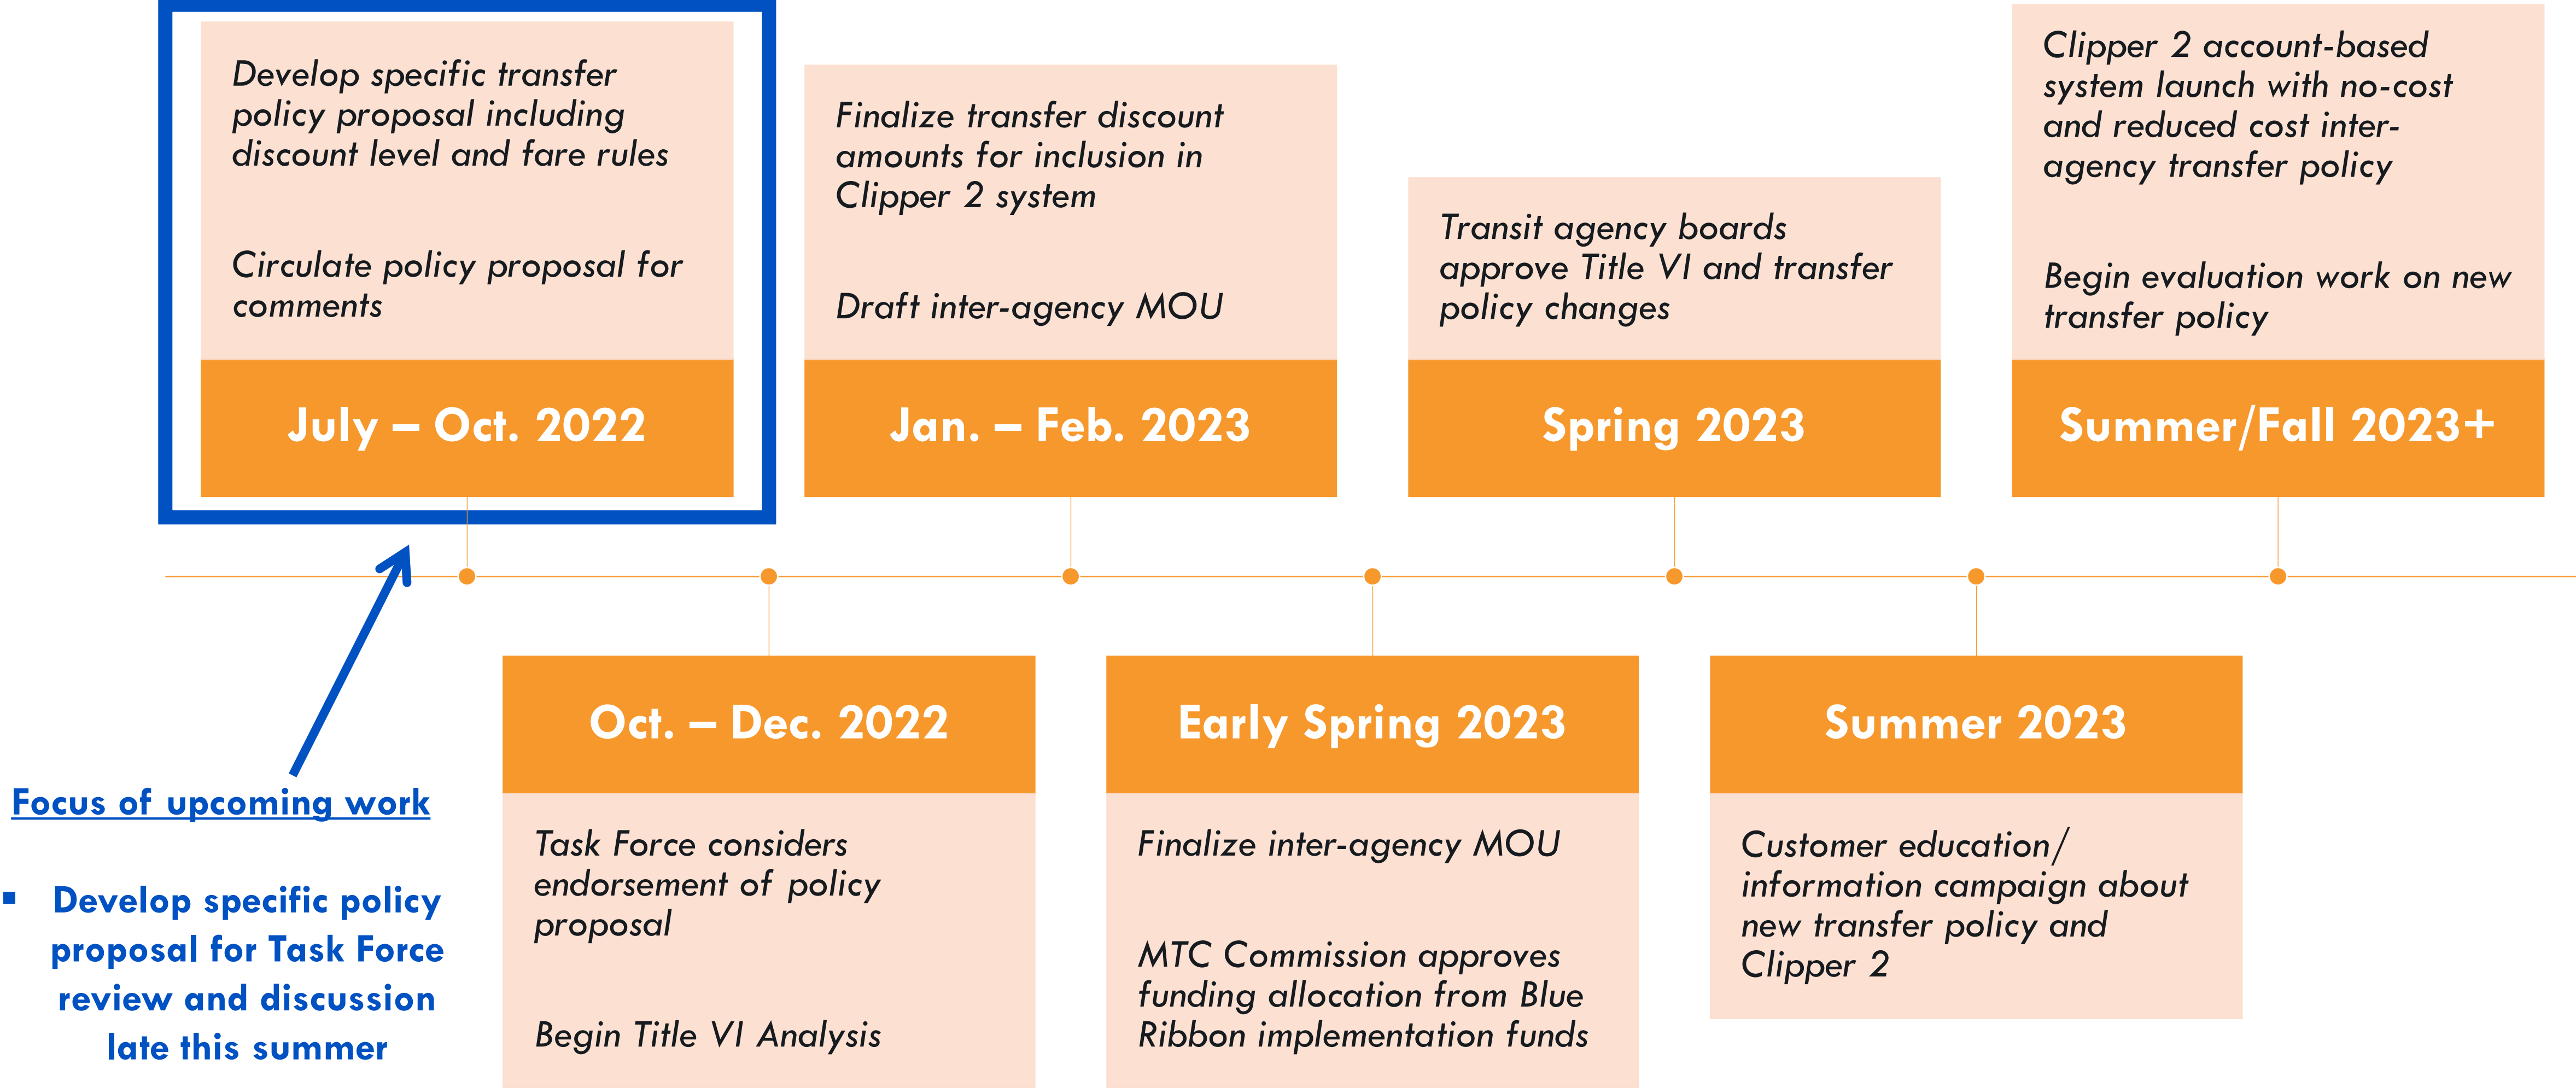 Develop specific transfer
policy proposal including
discount level and fare rules
Circulate policy proposal for
comments
July – Oct. 2022
Finalize transfer discount
amounts for inclusion in
Clipper 2 system
Draft inter-agency MOU
Jan. – Feb. 2023
Transit agency boards
approve Title VI and transfer
policy changes
Spring 2023
Clipper 2 account-based
system launch with no-cost
and reduced cost inter-
agency transfer policy
Begin evaluation work on new
transfer policy
Summer/Fall 2023+
Focus of upcoming work
▪ Develop specific policy
proposal for Task Force
review and discussion
late this summer
Oct. – Dec. 2022
Task Force considers
endorsement of policy
proposal
Begin Title VI Analysis
Early Spring 2023
Finalize inter-agency MOU
MTC Commission approves
funding allocation from Blue
Ribbon implementation funds
Summer 2023
Customer education/
information campaign about
new transfer policy and
Clipper 2